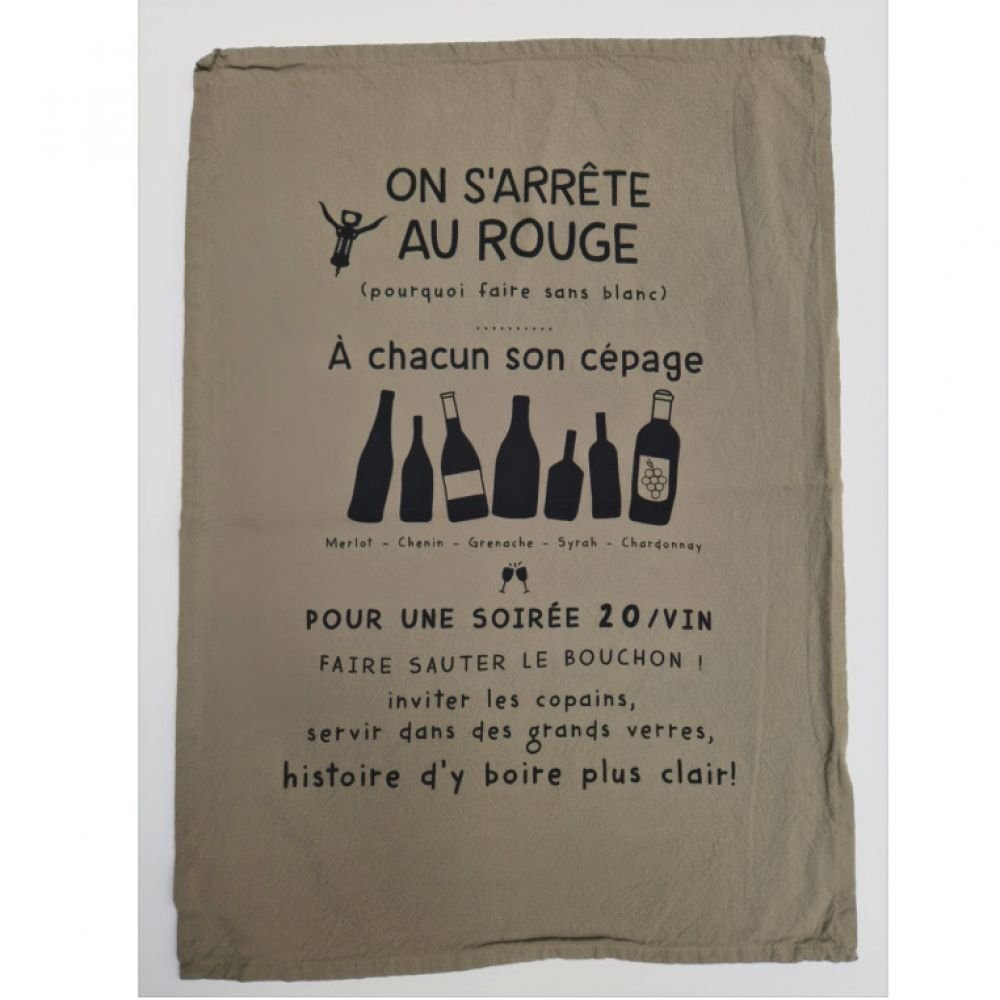 ON S'ARRÊTE
AU ROUGE
(pourquoi faire sans blanc)
..........
À chacun son cépage
Merlot - Chenin - Grenache - Syrah - Chardonnay
POUR UNE SOIRÉE 20/VIN
FAIRE SAUTER LE BOUCHON !
inviter les copains,
servir dans des grands verres,
histoire d'y boire plus clair!